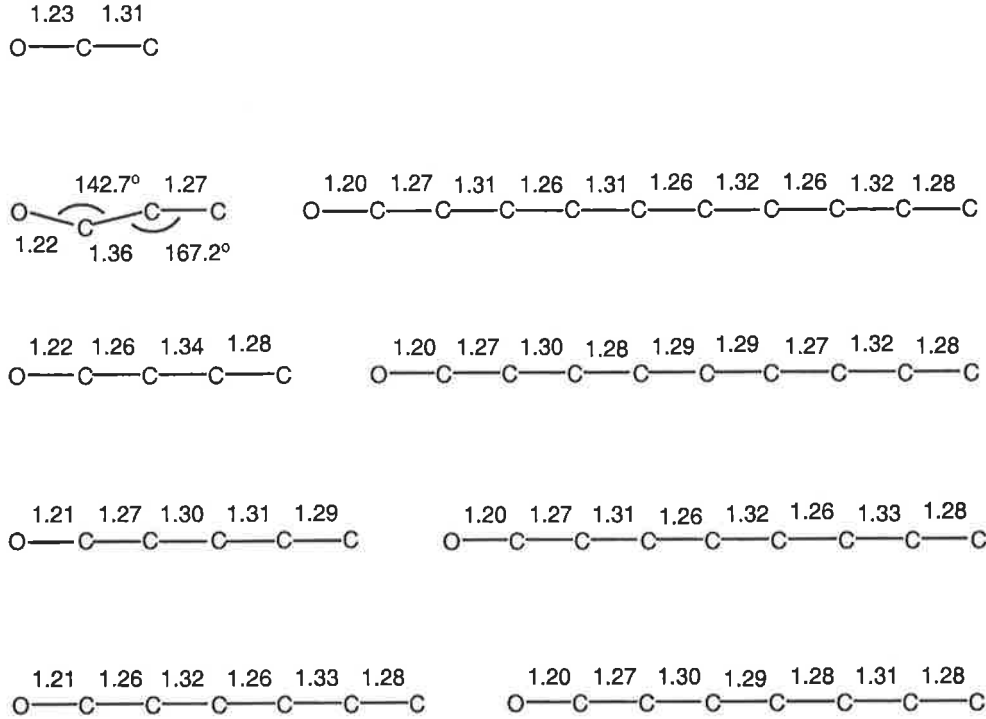 1.23 1.31
O C C
142.7º 1.27
O C C C
1.22 1.36 167.2º
1.20 1.27 1.31 1.26 1.31 1.26 1.32 1.26 1.32 1.28
O C C C C C C C C C C
1.22 1.26 1.34 1.28
O C C C C
1.20 1.27 1.30 1.28 1.29 1.29 1.27 1.32 1.28
O C C C C C C C C C
1.21 1.27 1.30 1.31 1.29
O C C C C C
1.20 1.27 1.31 1.26 1.32 1.26 1.33 1.28
O C C C C C C C C
1.21 1.26 1.32 1.26 1.33 1.28
O C C C C C C
1.20 1.27 1.30 1.29 1.28 1.31 1.28
O C C C C C C C